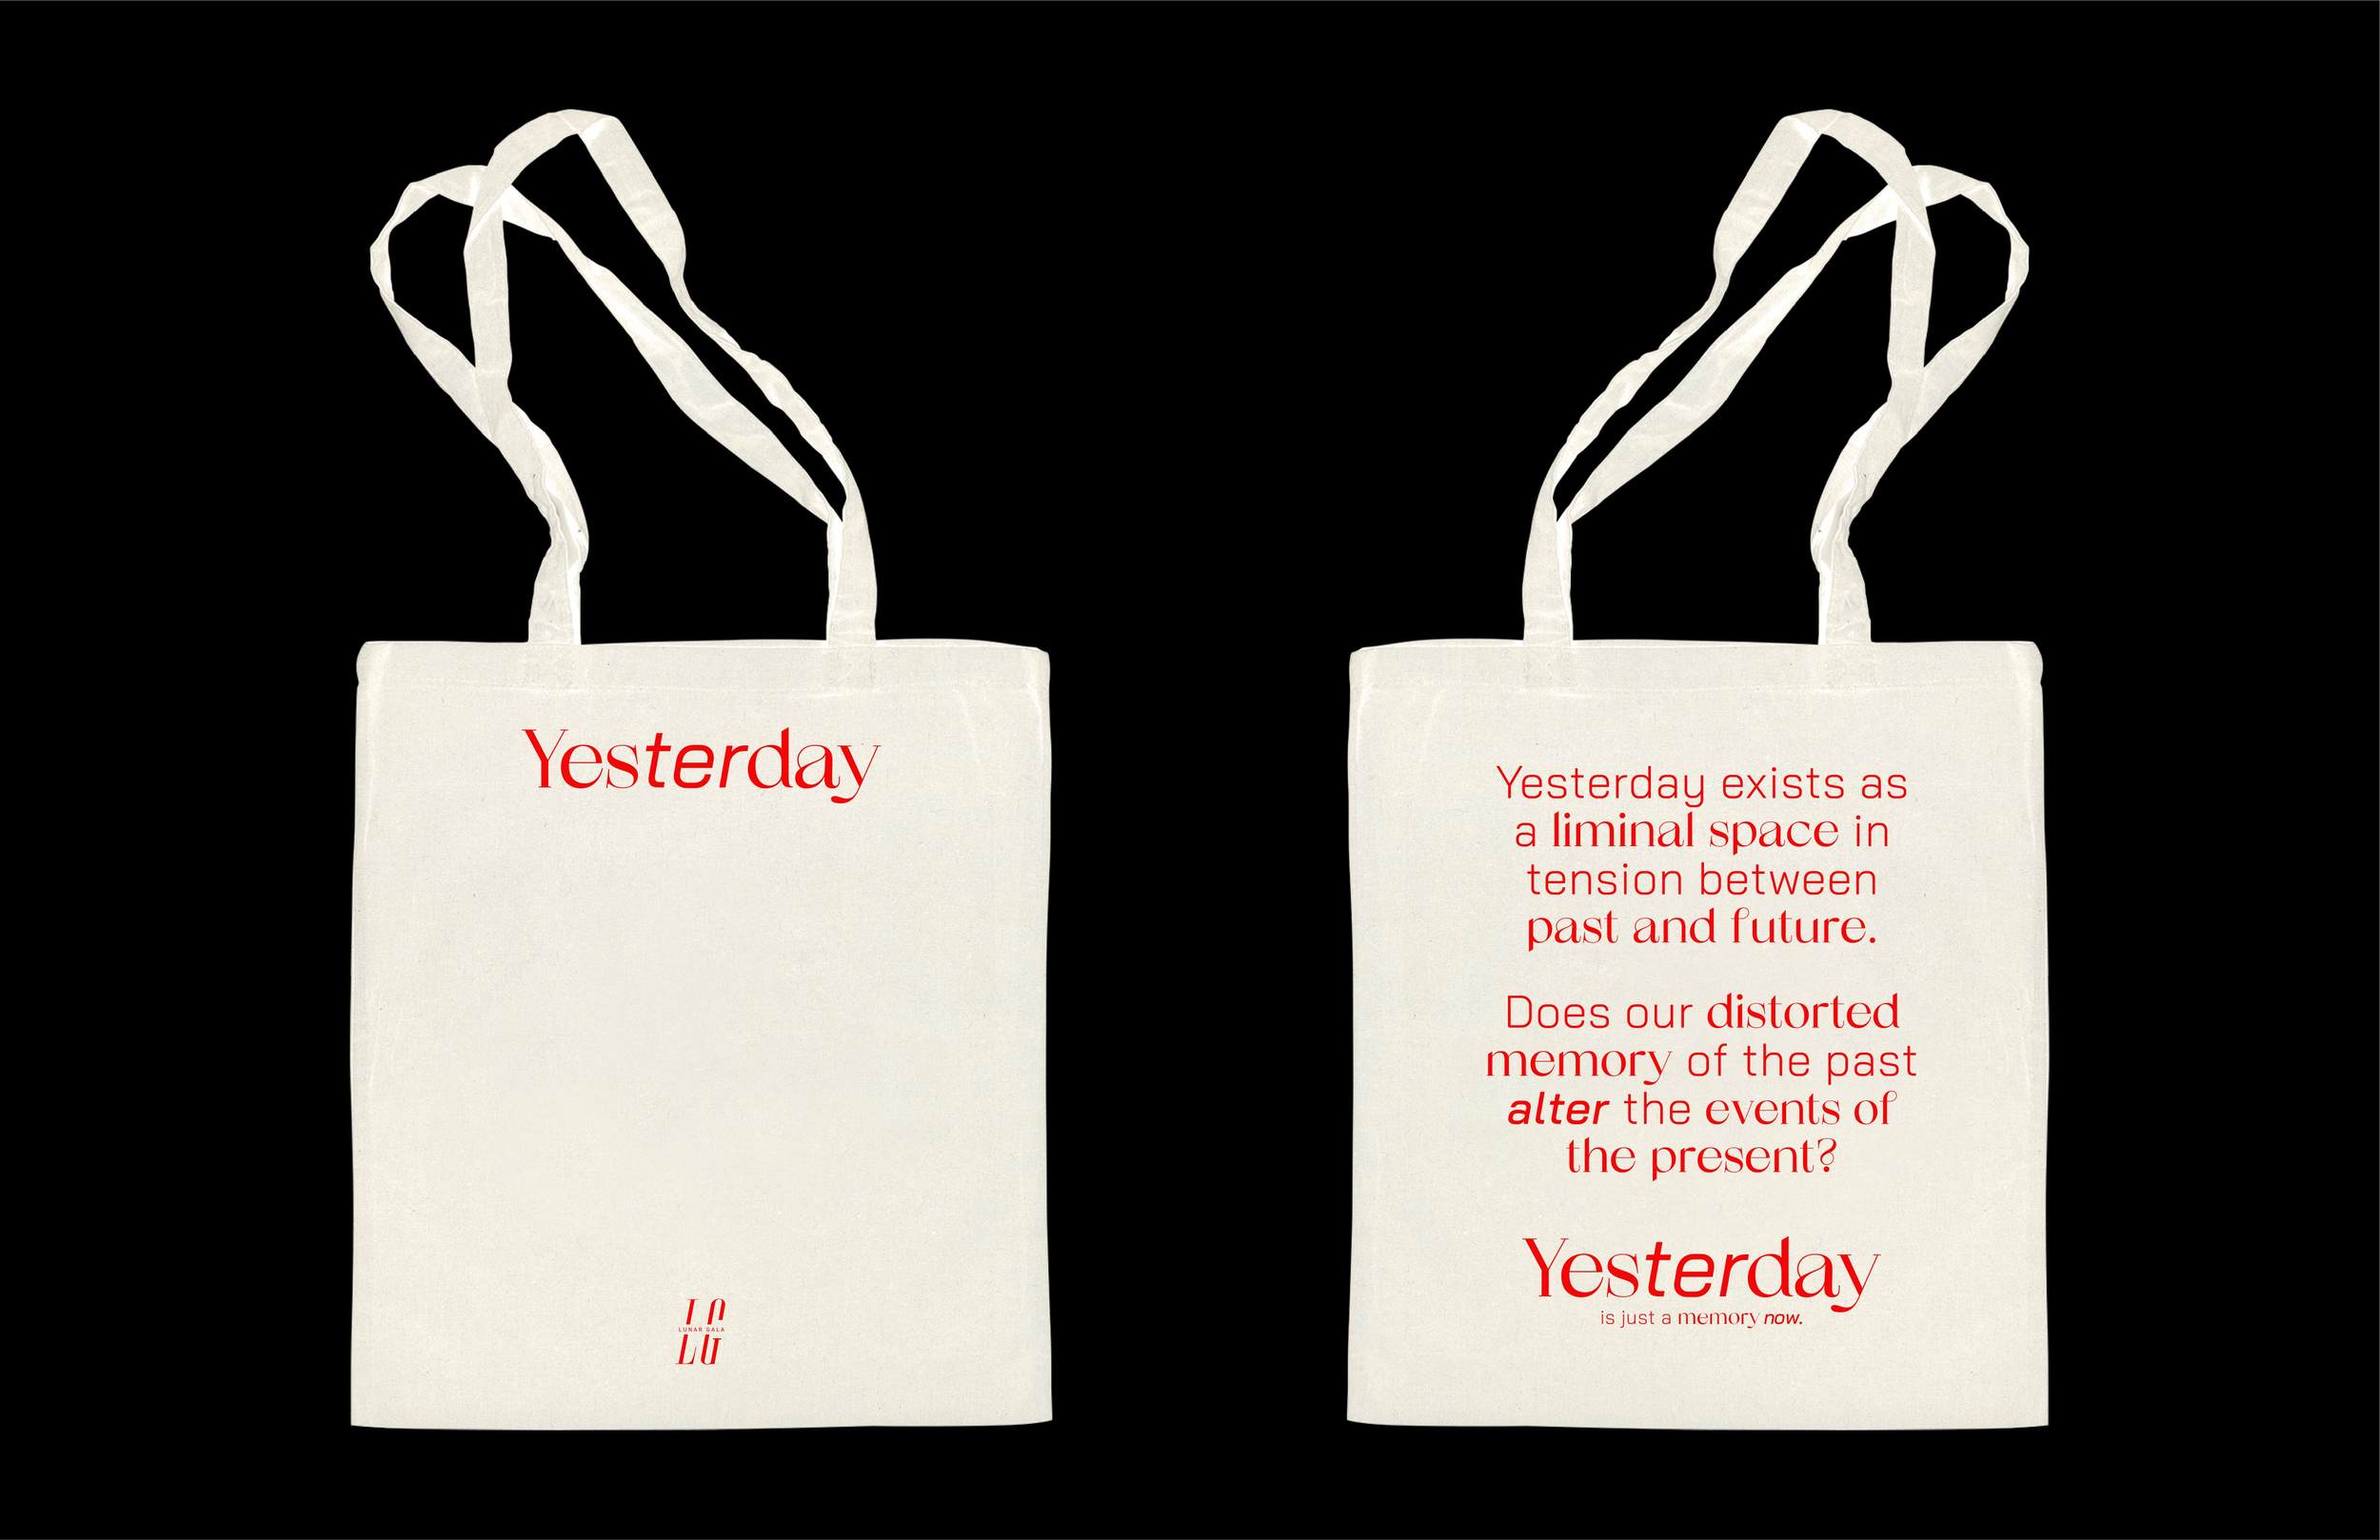 Yesterday
LG
LUNAR GALA
Yesterday exists as
a liminal space in
tension between
past and future.
Does our distorted
memory of the past
alter the events of
the present?
Yesterday
is just a memory now.